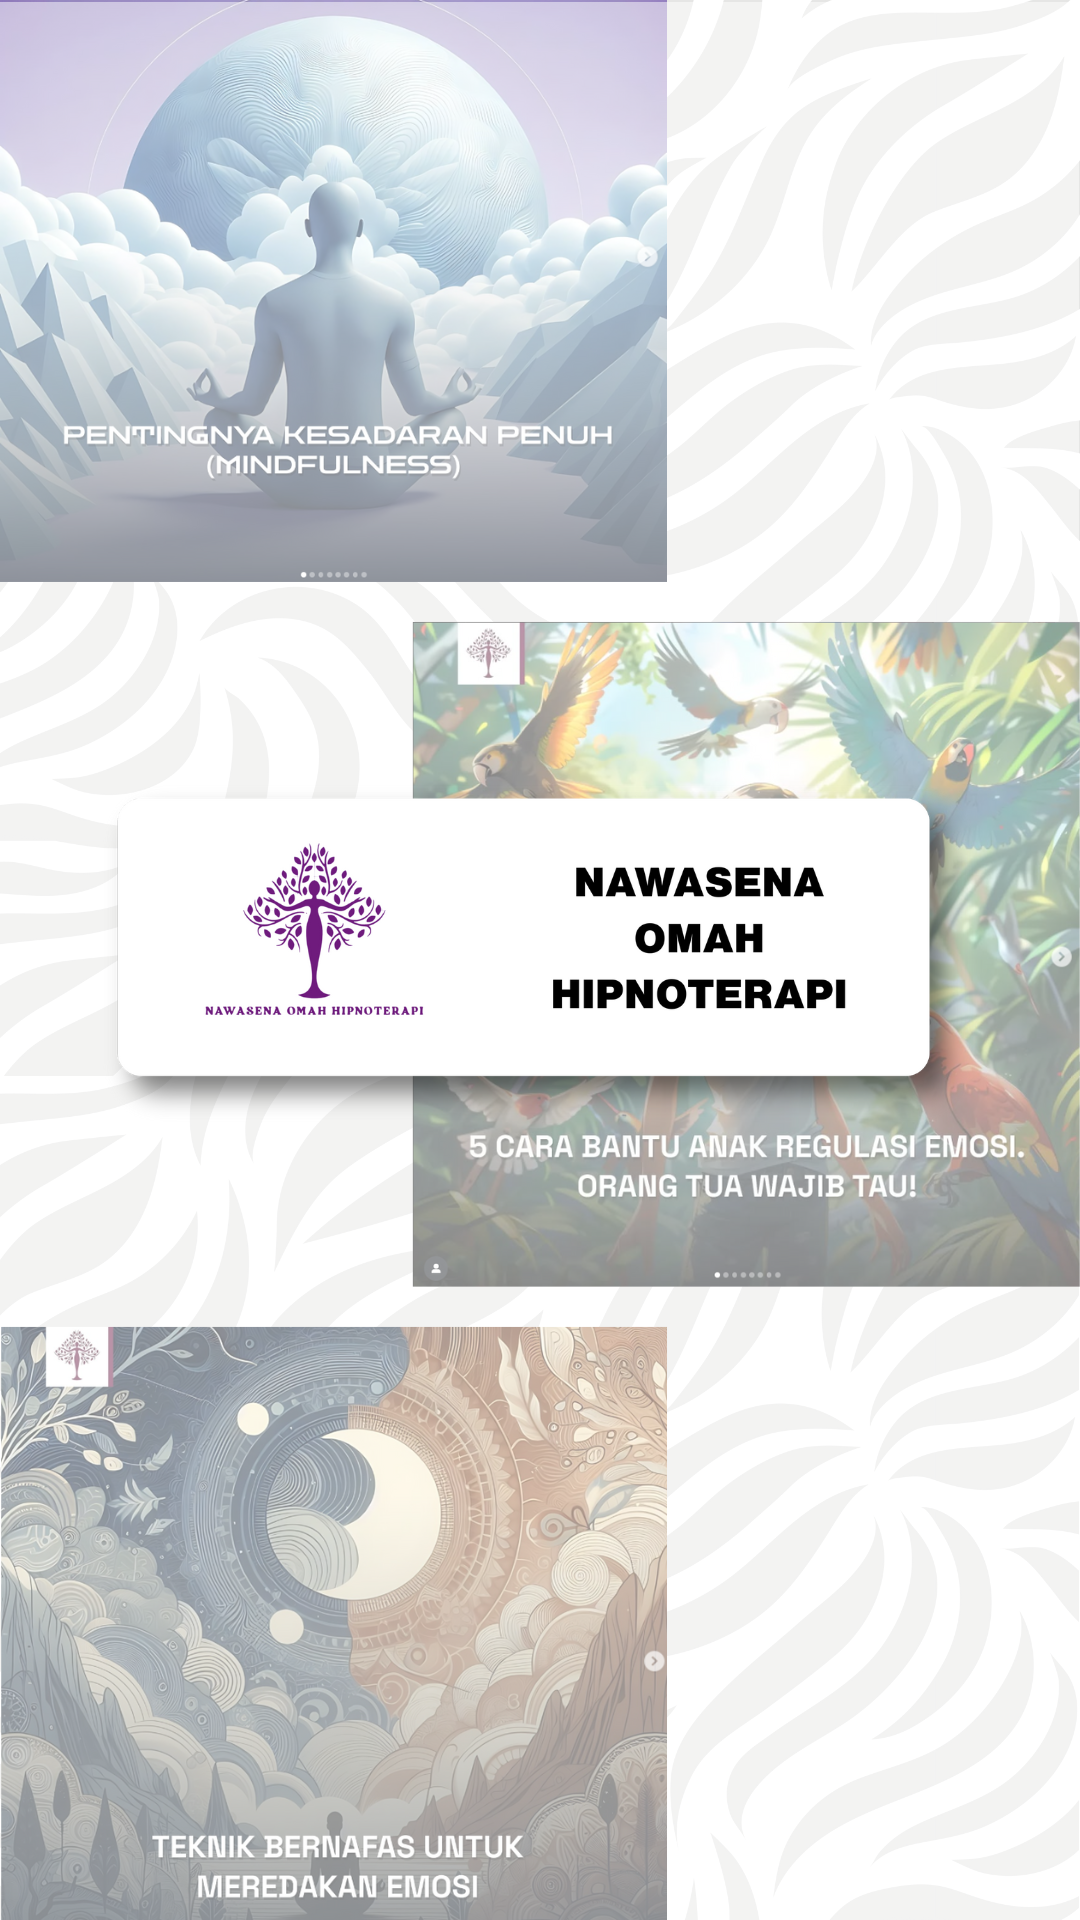 PENTINGNYA KESADARAN PENUH
(MINDFULNESS)
NAWASENA OMAH HIPNOTERAPI
NAWASENA
OMAH
HIPNOTERAPI
5 CARA BANTU ANAK REGULASI EMOSI.
ORANG TUA WAJIB TAU!
TEKNIK BERNAFAS UNTUK
MEREDAKAN EMOSI